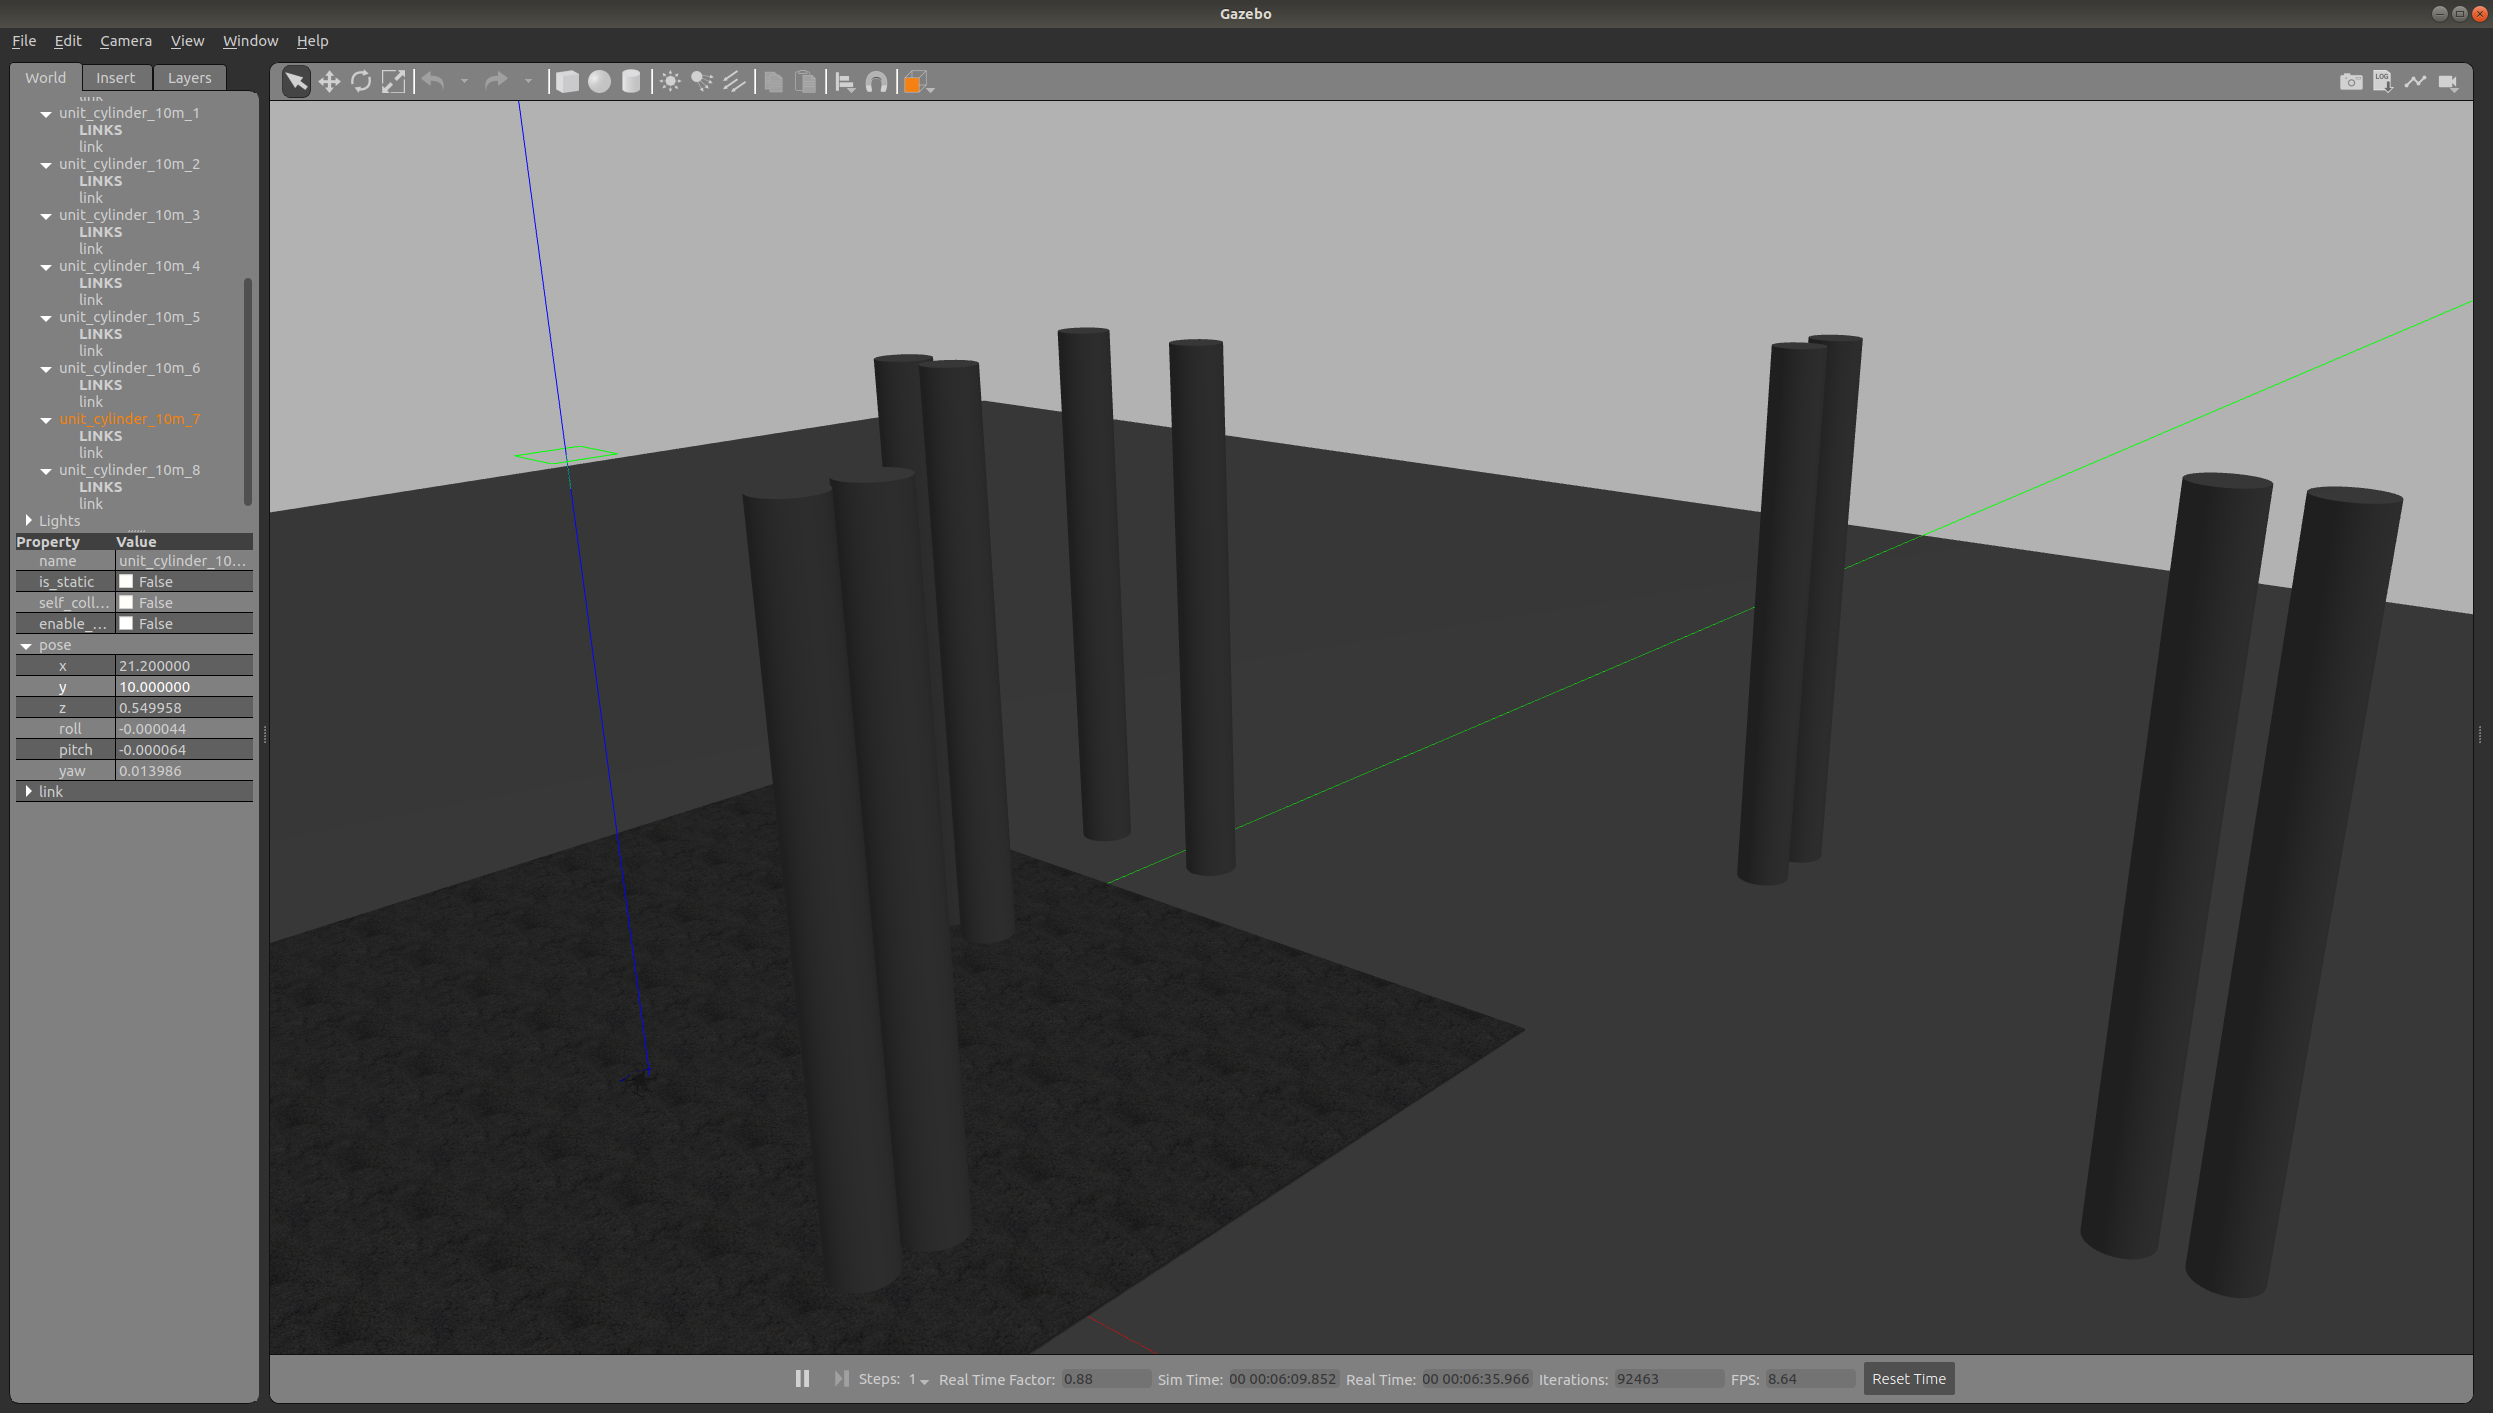 Gazebo
File Edit Camera View Window Help
World Insert Layers
link
unit_cylinder_10m_1
LINKS
link
unit_cylinder_10m_2
LINKS
link
unit_cylinder_10m_3
LINKS
link
unit_cylinder_10m_4
LINKS
link
unit_cylinder_10m_5
LINKS
link
unit_cylinder_10m_6
LINKS
link
unit_cylinder_10m_7
LINKS
link
unit_cylinder_10m_8
LINKS
link
Lights
Property Value
name unit_cylinder_10...
is_static False
self_coll... False
enable_... False
pose
x 21.200000
y 10.000000
z 0.549958
roll -0.000044
pitch -0.000064
yaw 0.013986
link
LOG
Steps: 1 Real Time Factor: 0.88 Sim Time: 00 00:06:09.852 Real Time: 00 00:06:35.966 Iterations: 92463 FPS: 8.64 Reset Time